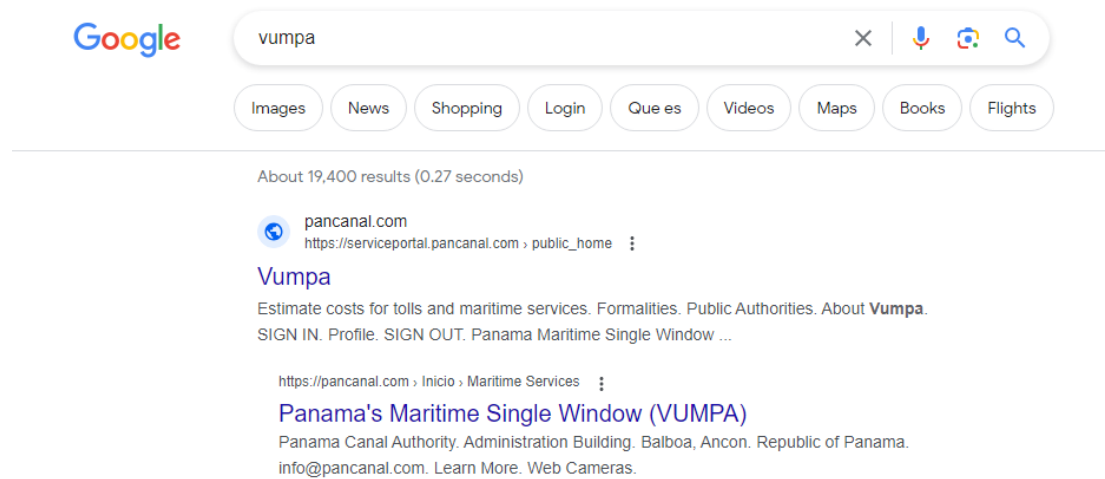 Google
vumpa
Images News Shopping Login Que es Videos Maps Books Flights
About 19,400 results (0.27 seconds)
pancanal.com
https://serviceportal.pancanal.com › public_home
Vumpa
Estimate costs for tolls and maritime services. Formalities. Public Authorities. About Vumpa.
SIGN IN. Profile. SIGN OUT. Panama Maritime Single Window ...
https://pancanal.com › Inicio › Maritime Services
Panama's Maritime Single Window (VUMPA)
Panama Canal Authority. Administration Building. Balboa, Ancon. Republic of Panama.
info@pancanal.com. Learn More. Web Cameras.